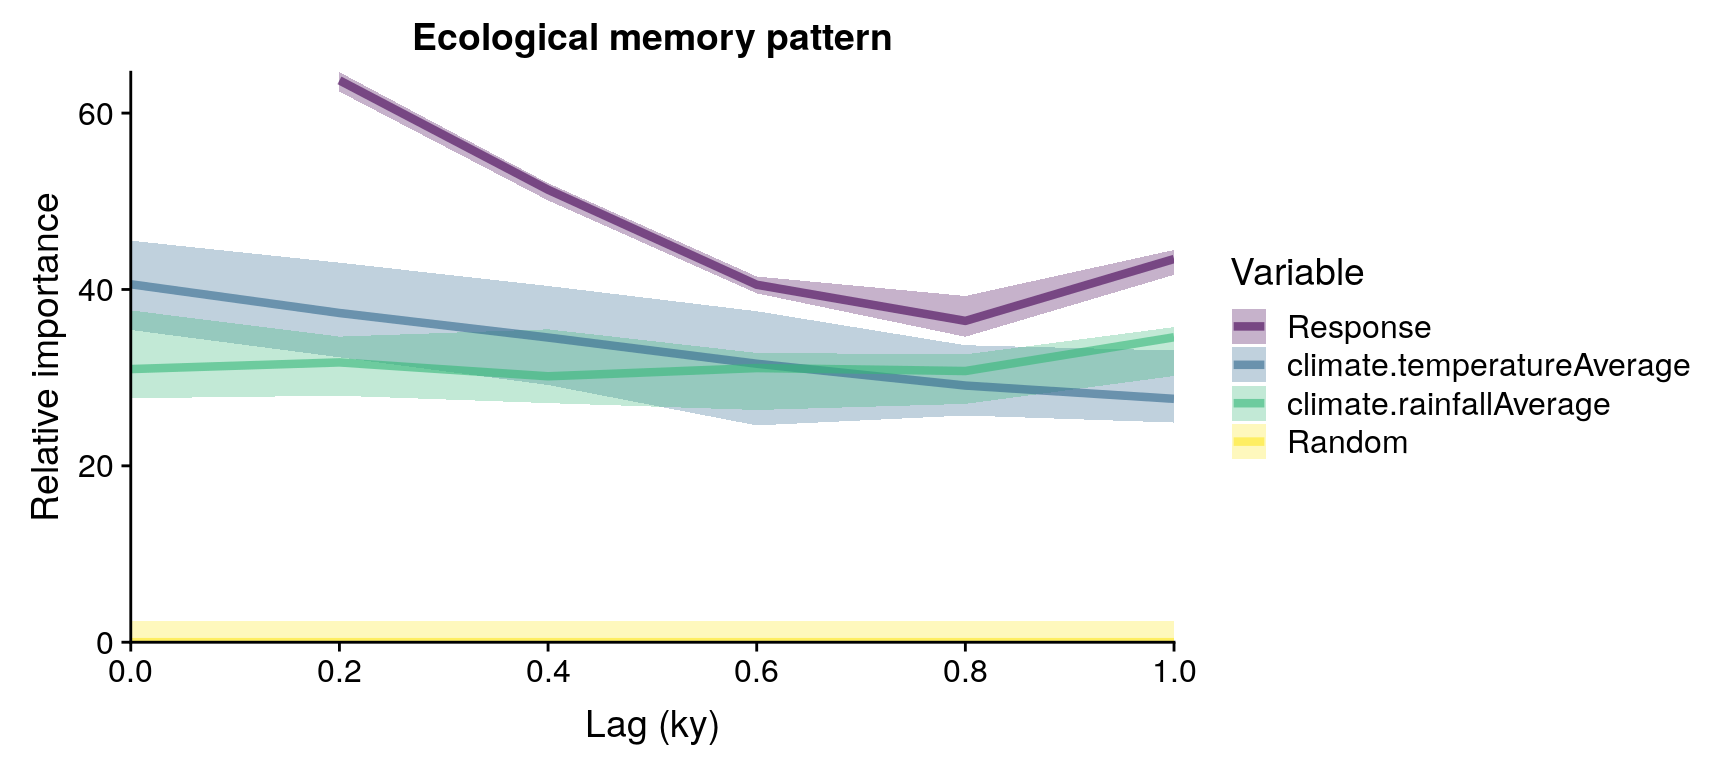 Ecological memory pattern
Relative importance
60
40
20
0
0.0 0.2 0.4 0.6 0.8 1.0
Lag (ky)
Variable
Response
climate.temperatureAverage
climate.rainfallAverage
Random